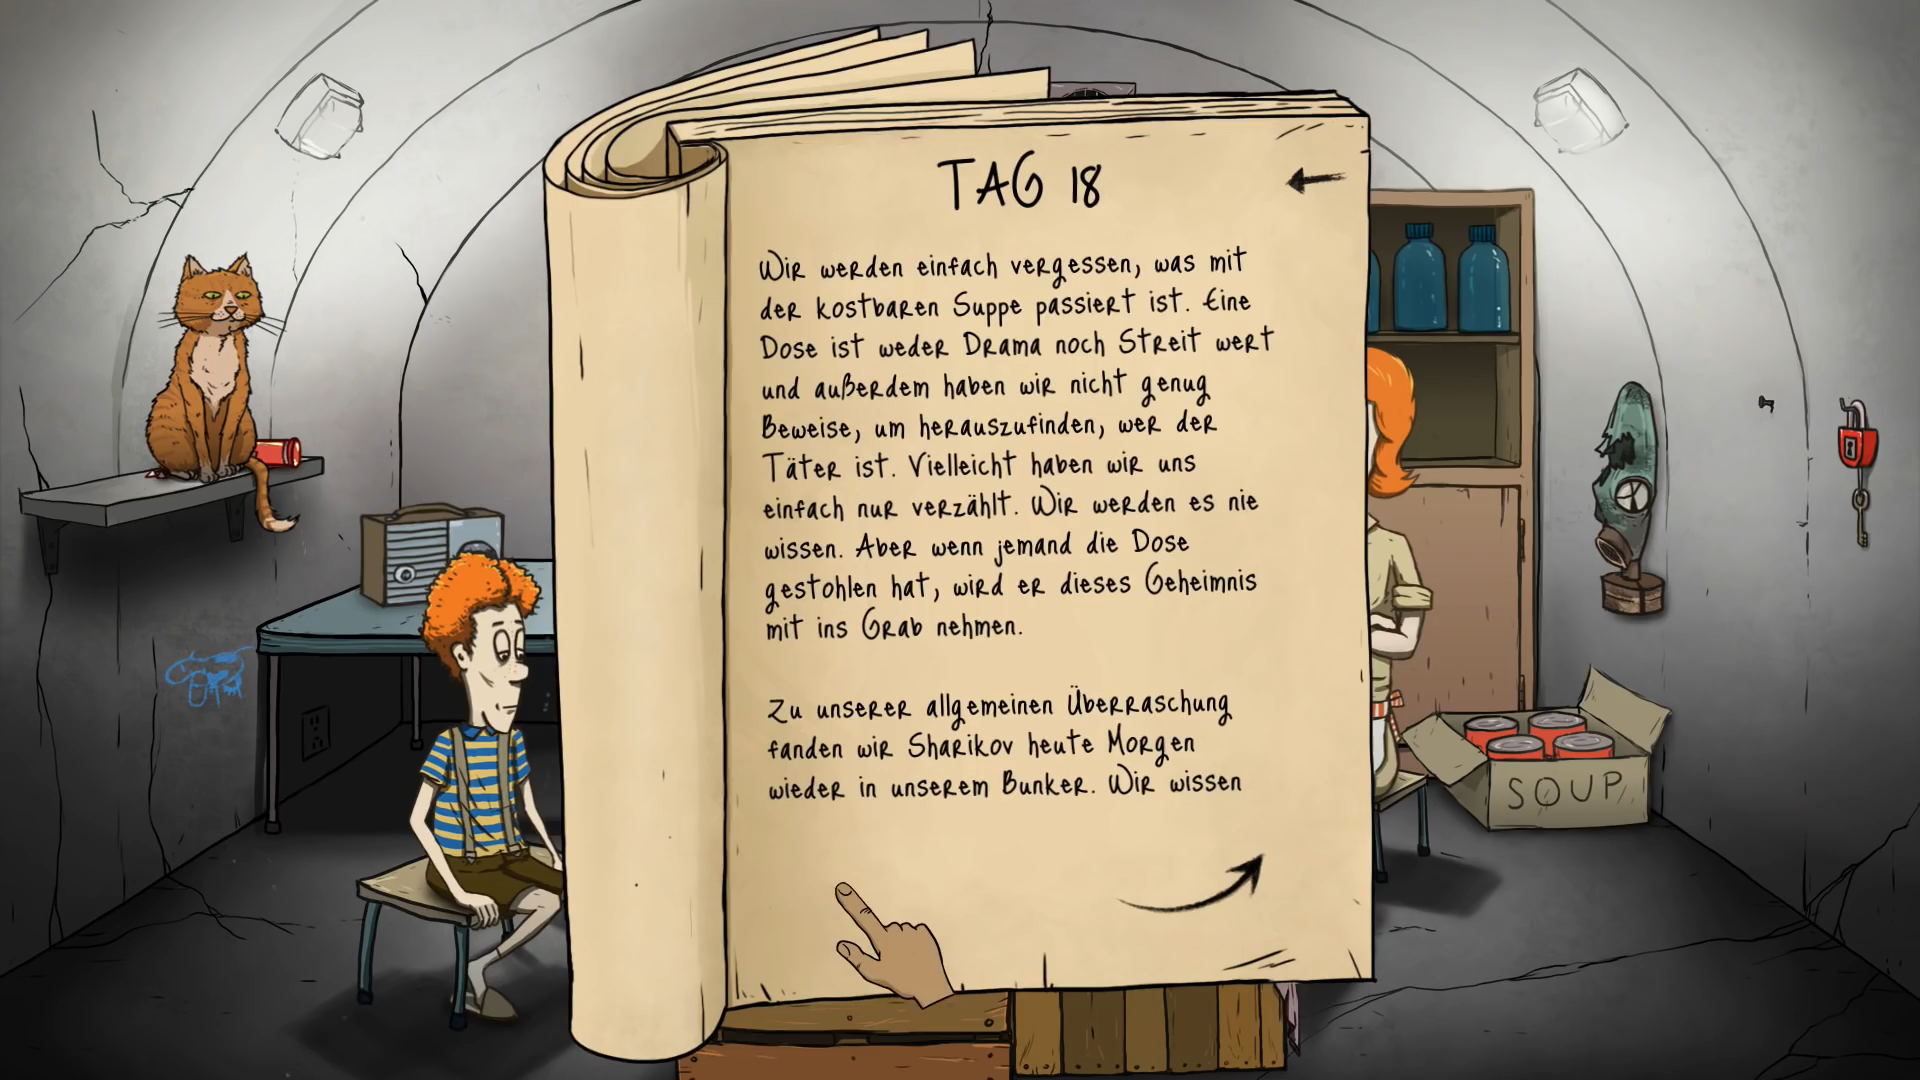 TAG 18
Wir werden einfach vergessen, was mit
der kostbaren Suppe passiert ist. Eine
Dose ist weder Drama noch Streit wert
und außerdem haben wir nicht genug
Beweise, um herauszufinden, wer der
Täter ist. Vielleicht haben wir uns
einfach nur verzählt. Wir werden es nie
wissen. Aber wenn jemand die Dose
gestohlen hat, wird er dieses Geheimnis
mit ins Grab nehmen.
Zu unserer allgemeinen Überraschung
fanden wir Sharikov heute Morgen
wieder in unserem Bunker. Wir wissen
SOUP